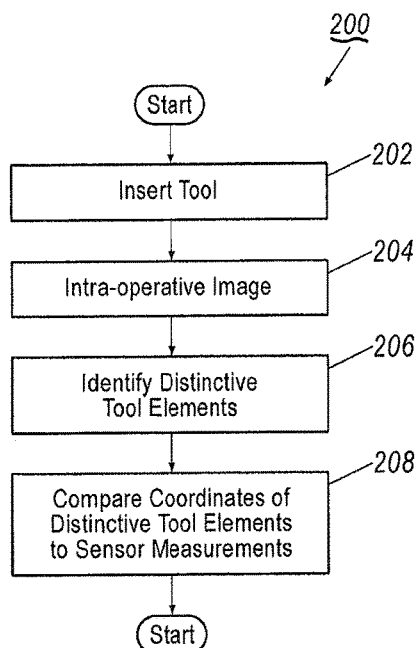 200
Start
202
Insert Tool
204
Intra-operative Image
206
Identify Distinctive
Tool Elements
208
Compare Coordinates of
Distinctive Tool Elements
to Sensor Measurements
Start